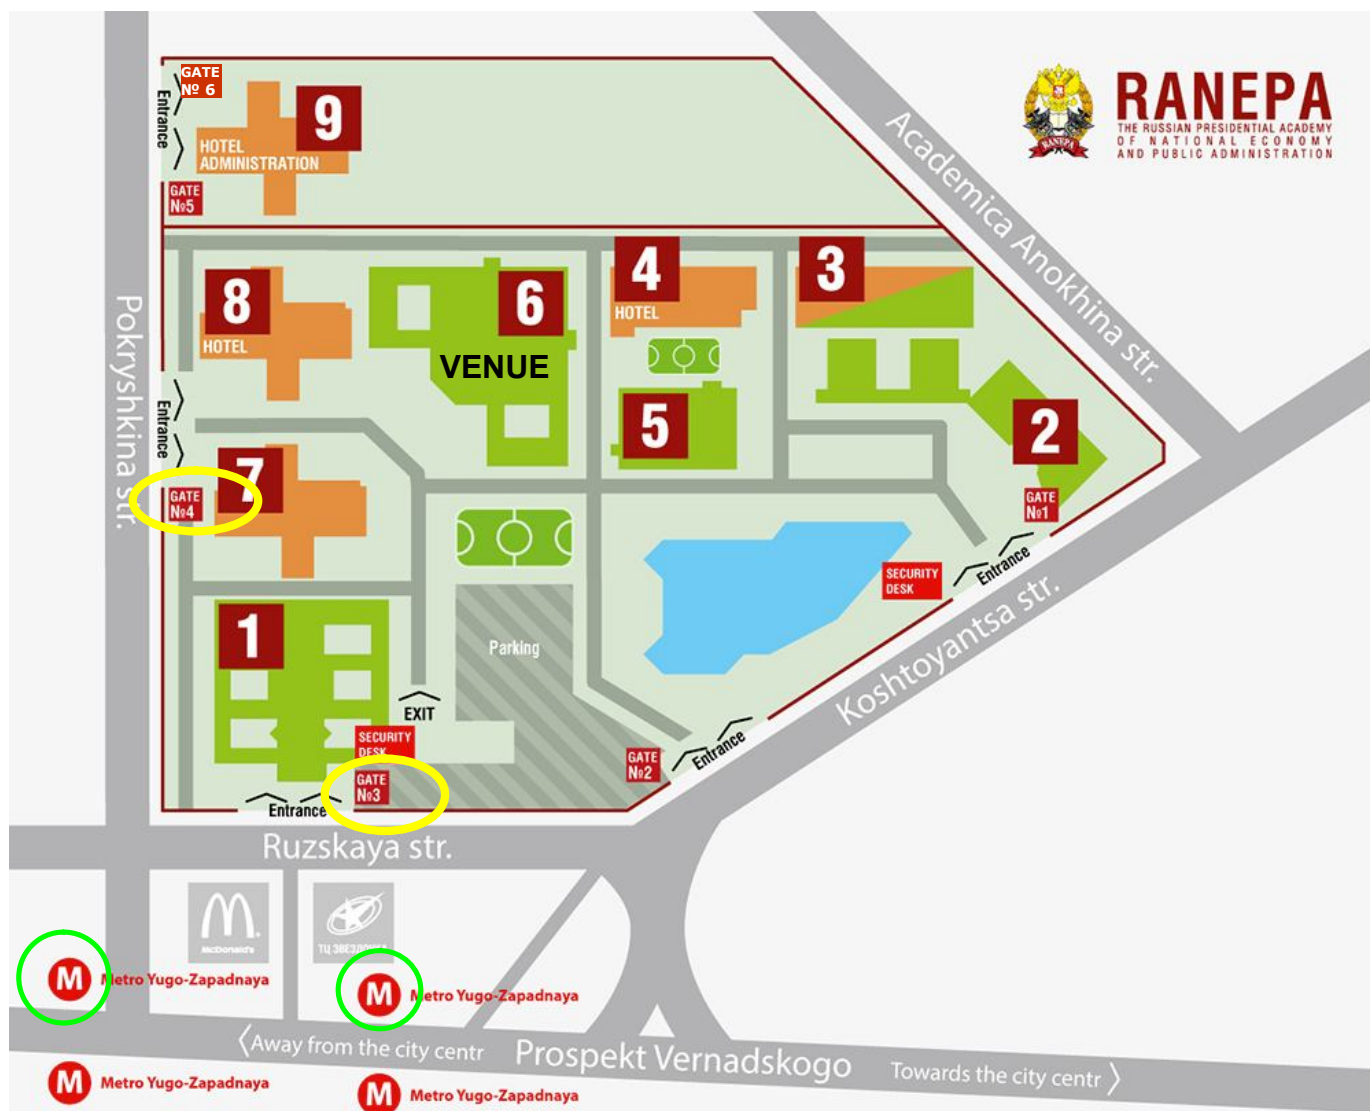 GATE
№ 6
Entrance
9
HOTEL
ADMINISTRATION
GATE
№5
RANEPA
THE RUSSIAN PRESIDENTIAL ACADEMY
OF NATIONAL ECONOMY
AND PUBLIC ADMINISTRATION
RANEPA
Academica Anokhina str.
Pokryshkina str.
8
HOTEL
6
VENUE
4
HOTEL
3
5
2
Entrance
7
GATE
№4
GATE
№1
Entrance
SECURITY
DESK
Koshtoyantsa str.
1
Parking
EXIT
SECURITY
DESK
GATE
№3
Entrance
GATE
№2
Entrance
Ruzskaya str.
McDonald's
ТЦ ЗВЕЗДОЧКА
M Metro Yugo-Zapadnaya
M Metro Yugo-Zapadnaya
Away from the city centr
Prospekt Vernadskogo
Towards the city centr
M Metro Yugo-Zapadnaya
M Metro Yugo-Zapadnaya